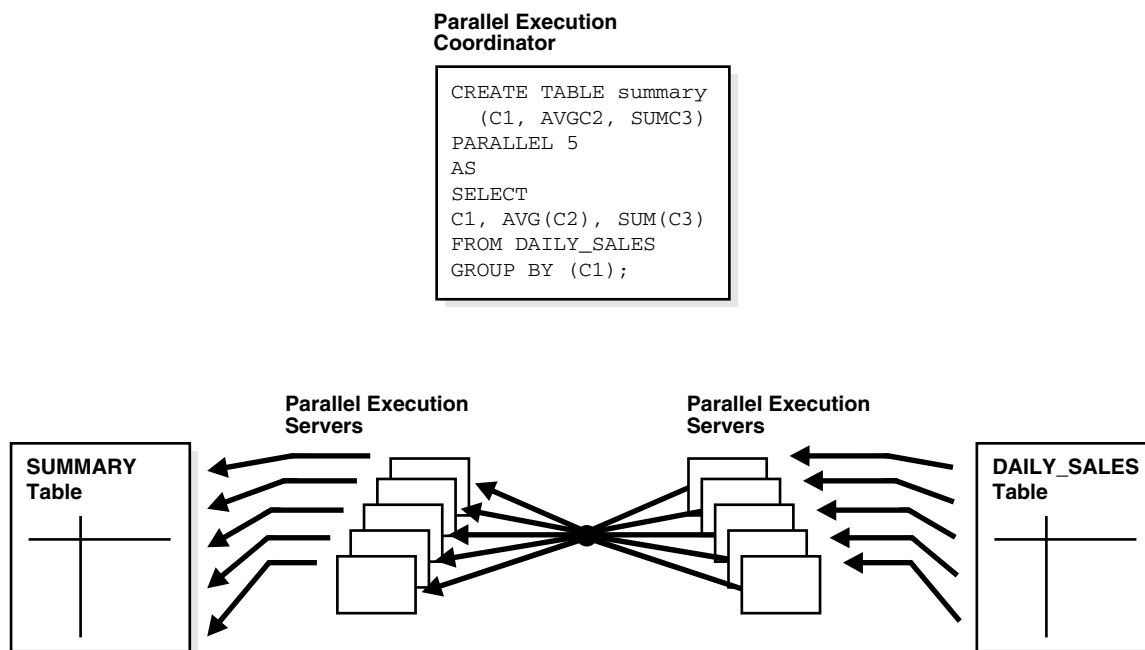 Parallel Execution
Coordinator
CREATE TABLE summary
(C1, AVGC2, SUMC3)
PARALLEL 5
AS
SELECT
C1, AVG(C2), SUM(C3)
FROM DAILY_SALES
GROUP BY (C1);
Parallel Execution
Servers
Parallel Execution
Servers
SUMMARY
Table
DAILY_SALES
Table